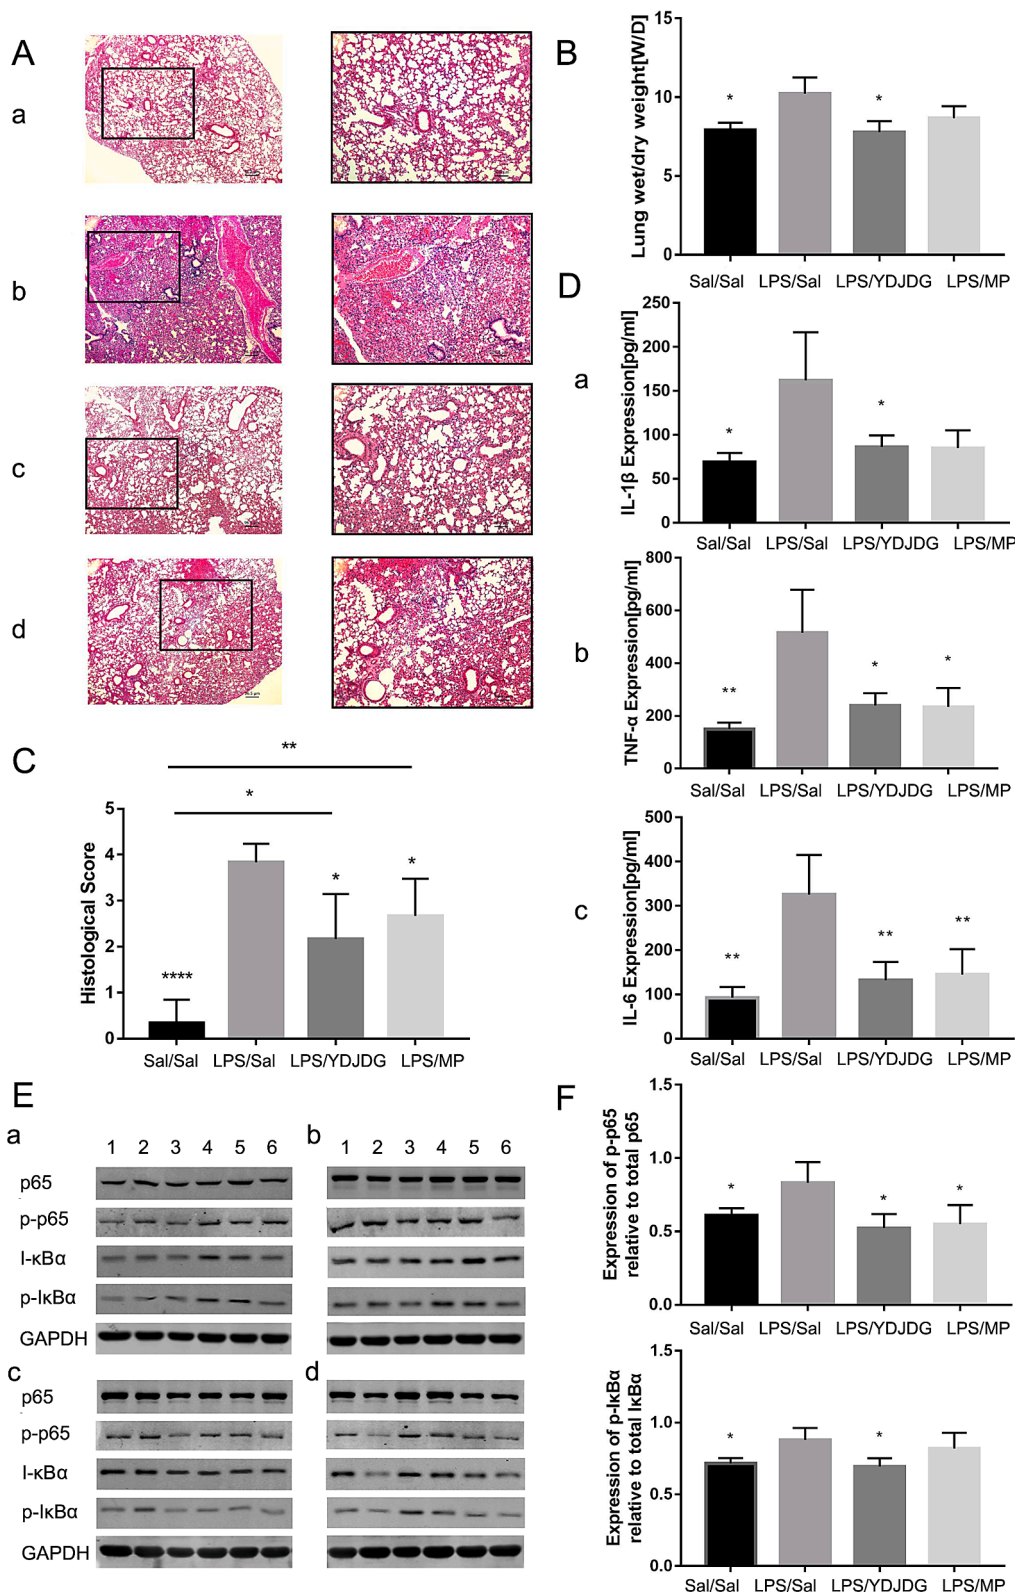 A
a
b
c
d
B
Lung wet/dry weight[W/D]
15
10
5
0
*
*
Sal/Sal LPS/Sal LPS/YDJDG LPS/MP
C
Histological Score
5
4
3
2
1
0
**
*
****
*
*
Sal/Sal LPS/Sal LPS/YDJDG LPS/MP
D
a
IL-1β Expression[pg/ml]
250
200
150
100
50
0
*
*
Sal/Sal LPS/Sal LPS/YDJDG LPS/MP
b
TNF-α Expression[pg/ml]
800
600
400
200
0
**
*
*
Sal/Sal LPS/Sal LPS/YDJDG LPS/MP
c
IL-6 Expression[pg/ml]
500
400
300
200
100
0
**
**
**
Sal/Sal LPS/Sal LPS/YDJDG LPS/MP
E
a
1 2 3 4 5 6
p65
p-p65
I-κBα
p-IκBα
GAPDH
b
1 2 3 4 5 6
c
p65
p-p65
I-κBα
p-IκBα
GAPDH
d
F
Expression of p-p65
relative to total p65
1.5
1.0
0.5
0.0
*
*
*
Sal/Sal LPS/Sal LPS/YDJDG LPS/MP
Expression of p-IκBα
relative to total IκBα
1.5
1.0
0.5
0.0
*
*
Sal/Sal LPS/Sal LPS/YDJDG LPS/MP